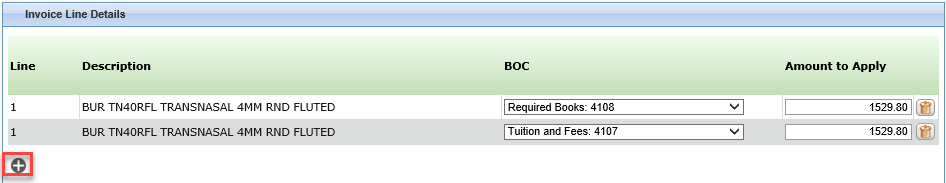 Invoice Line Details
Line Description BOC Amount to Apply
1 BUR TN40RFL TRANSNASAL 4MM RND FLUTED Required Books: 4108 1529.80
1 BUR TN40RFL TRANSNASAL 4MM RND FLUTED Tuition and Fees: 4107 1529.80